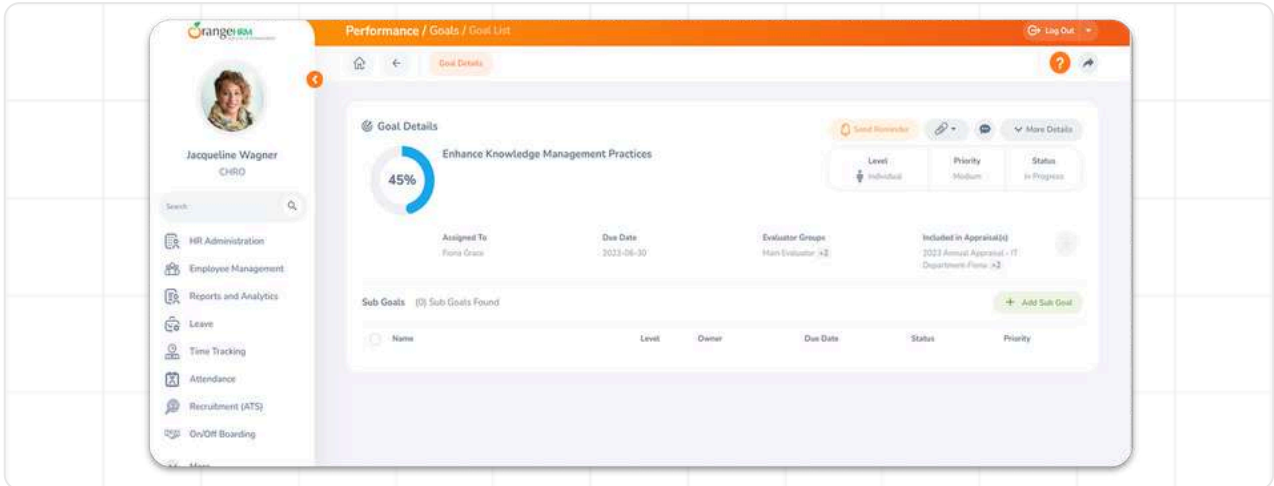 OrangeHRM
Performance / Goals / Goal List
Log Out
Goal Details
?
Jacqueline Wagner
CHRO
Search
HR Administration
Employee Management
Reports and Analytics
Leave
Time Tracking
Attendance
Recruitment (ATS)
On/Off Boarding
More
Goal Details
Send Reminder
More Details
45%
Enhance Knowledge Management Practices
Level
Individual
Priority
Medium
Status
In Progress
Assigned To
Fiona Grace
Due Date
2023-06-30
Evaluator Groups
Main Evaluator +2
Included in Appraisal(s)
2023 Annual Appraisal - IT
Department-Fiona +2
Sub Goals (0) Sub Goals Found
+ Add Sub Goal
Name Level Owner Due Date Status Priority